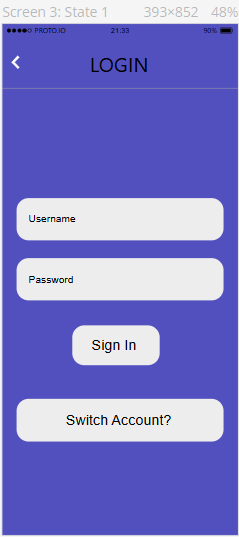 Screen 3: State 1 393×852 48%
PROTO.IO 21:33 90%
LOGIN
Username
Password
Sign In
Switch Account?